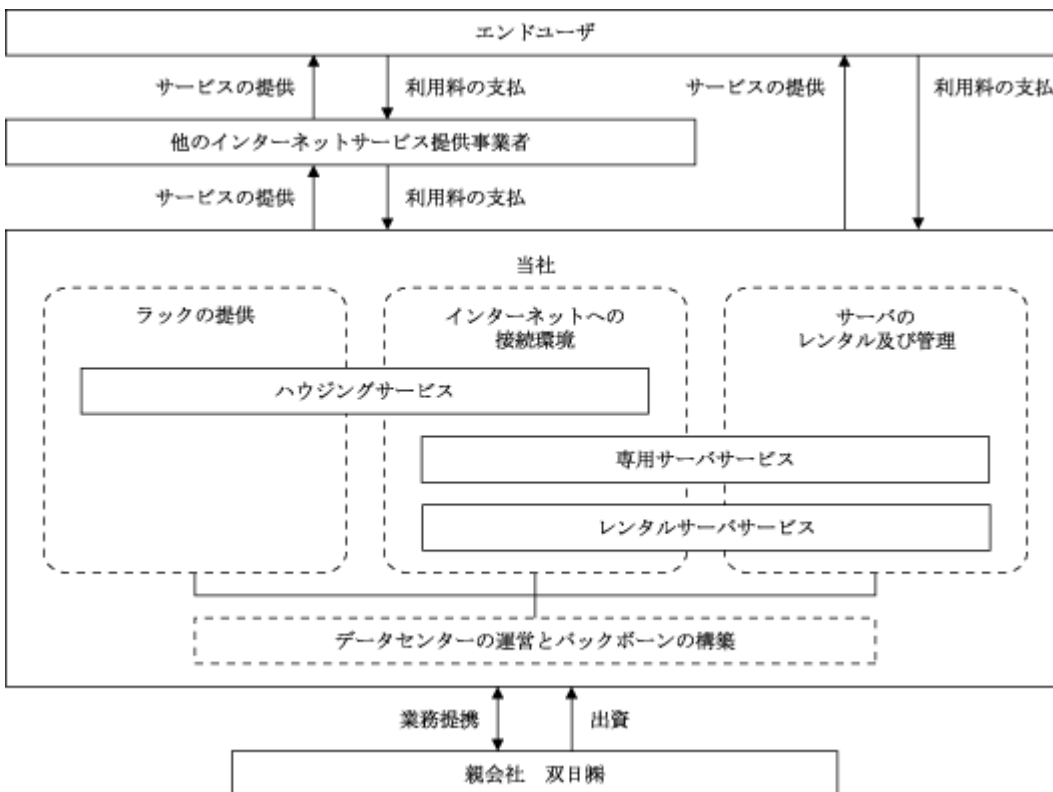 エンドユーザ
サービスの提供
利用料の支払
サービスの提供
利用料の支払
他のインターネットサービス提供事業者
サービスの提供
利用料の支払
当社
ラックの提供
インターネットへの
接続環境
サーバの
レンタル及び管理
ハウジングサービス
専用サーバサービス
レンタルサーバサービス
データセンターの運営とバックボーンの構築
業務提携
出資
親会社 双日㈱